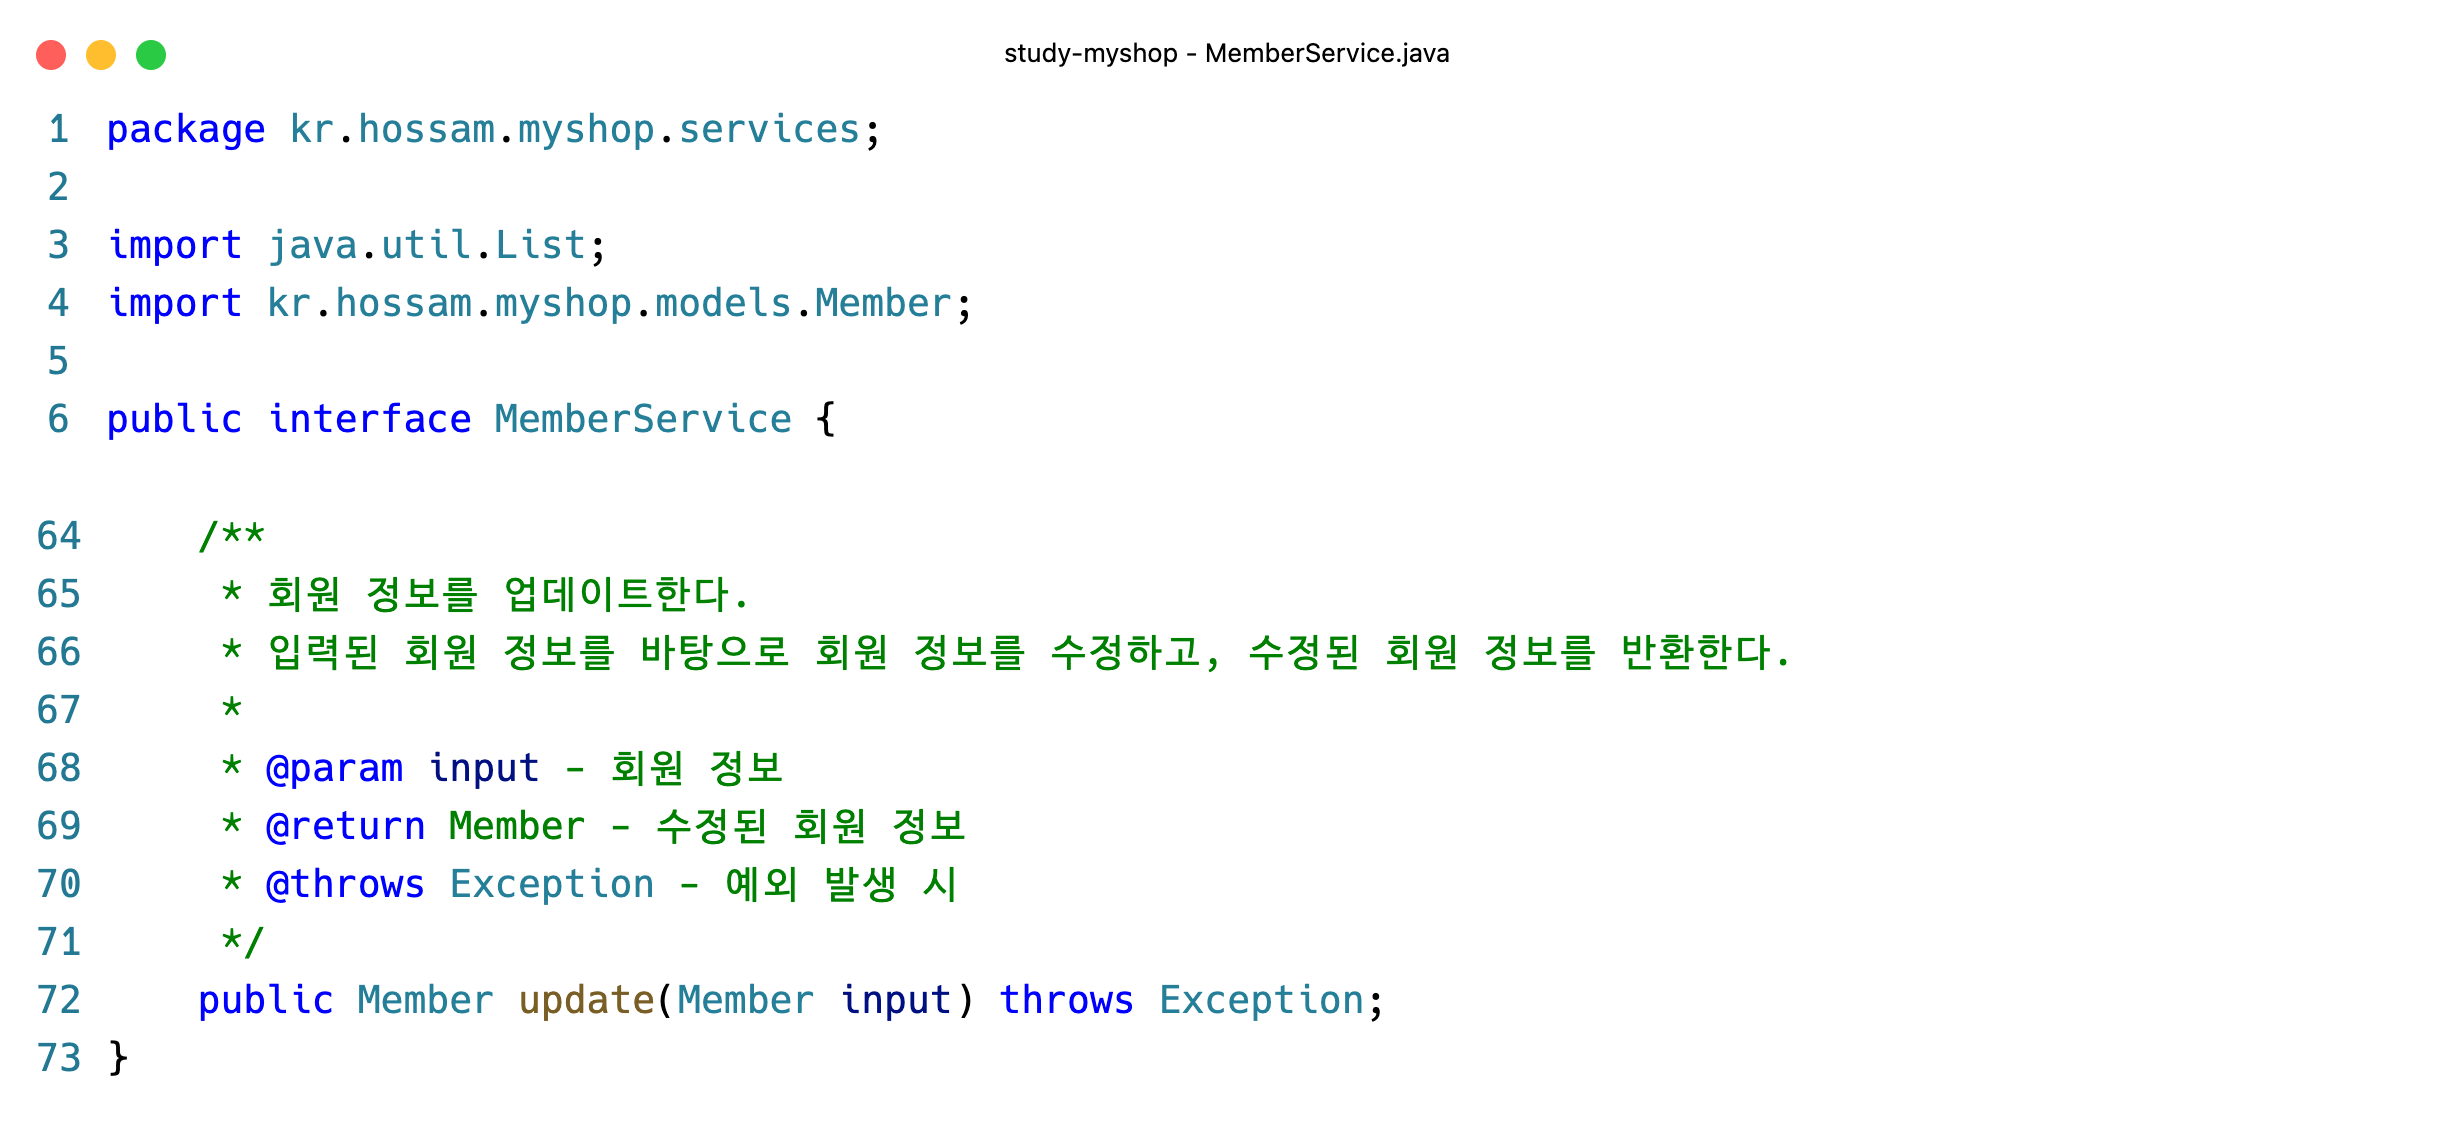 study-myshop - MemberService.java
1 package kr.hossam.myshop.services;
2
3 import java.util.List;
4 import kr.hossam.myshop.models.Member;
5
6 public interface MemberService {
64     /**
65      * 회원 정보를 업데이트한다.
66      * 입력된 회원 정보를 바탕으로 회원 정보를 수정하고, 수정된 회원 정보를 반환한다.
67      *
68      * @param input - 회원 정보
69      * @return Member - 수정된 회원 정보
70      * @throws Exception - 예외 발생 시
71      */
72     public Member update(Member input) throws Exception;
73 }